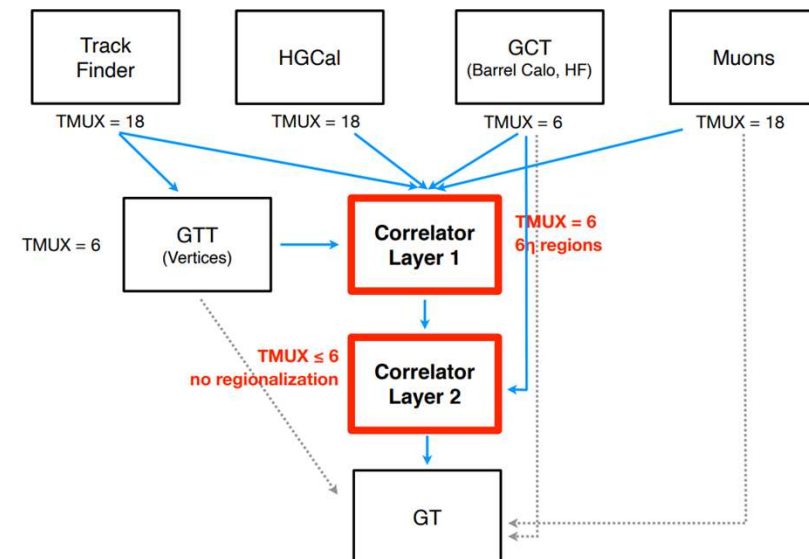 Track
Finder
HGCal
GCT
(Barrel Calo, HF)
Muons
TMUX = 18
TMUX = 18
TMUX = 6
TMUX = 18
TMUX = 6
GTT
(Vertices)
Correlator
Layer 1
TMUX = 6
6η regions
TMUX ≤ 6
no regionalization
Correlator
Layer 2
GT